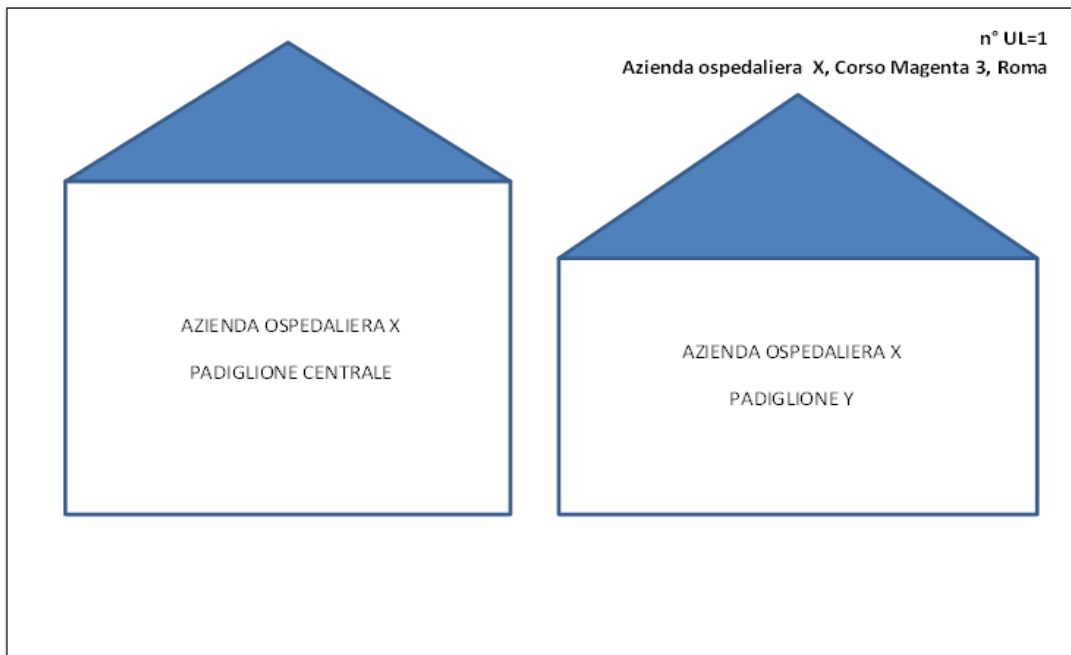 n° UL=1
Azienda ospedaliera X, Corso Magenta 3, Roma
AZIENDA OSPEDALIERA X
PADIGLIONE CENTRALE
AZIENDA OSPEDALIERA X
PADIGLIONE Y